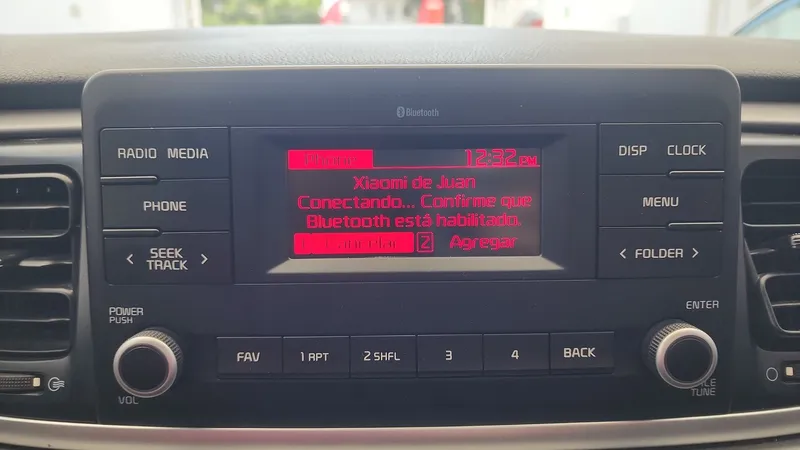 Bluetooth
RADIO MEDIA
PHONE
< SEEK TRACK >
12:32 PM
Xiaomi de Juan
Conectando... Confirme que
Bluetooth está habilitado.
2 Agregar
DISP CLOCK
MENU
< FOLDER >
POWER
PUSH
VOL
FAV
1 RPT
2 SHFL
3
4
BACK
ENTER
TUNE